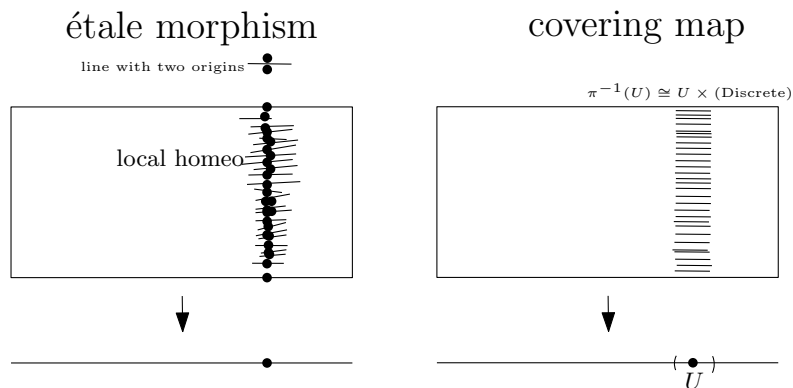 étale morphism
line with two origins
local homeo
covering map
π⁻¹(U) ≅ U × (Discrete)
U